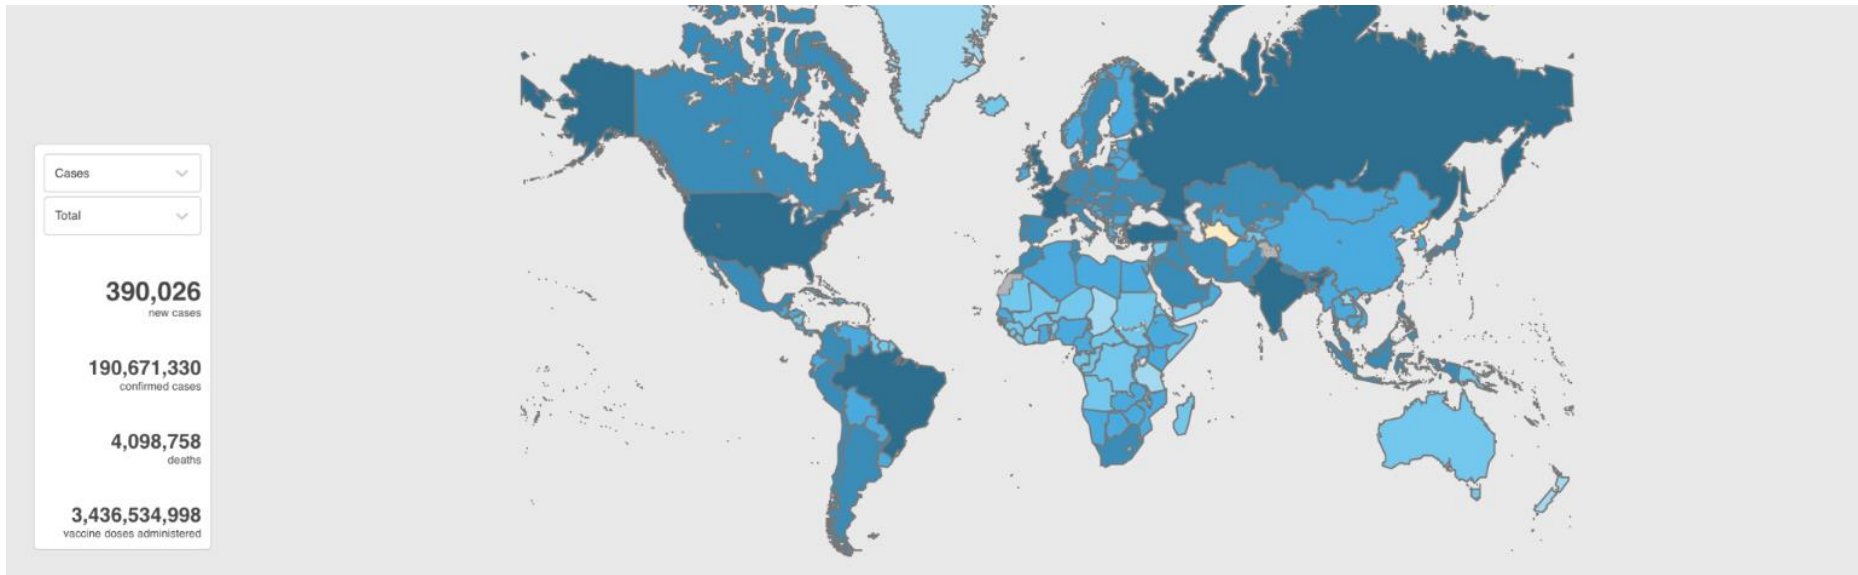 Cases
Total
390,026
new cases
190,671,330
confirmed cases
4,098,758
deaths
3,436,534,998
vaccine doses administered